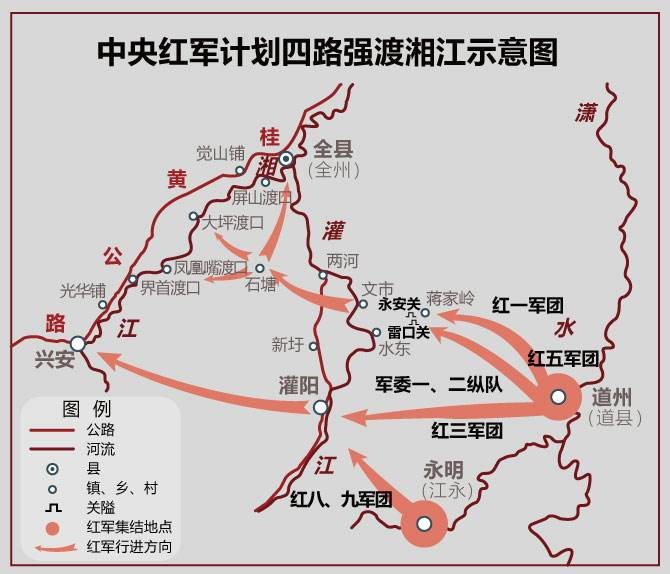 中央红军计划四路强渡湘江示意图
潇
桂
全县
(全州)
觉山铺
湘
黄
屏山渡口
大坪渡口
灌
公
凤凰嘴渡口
两河
石塘
界首渡口
光华铺
文市
永安关
蒋家岭
红一军团
路
江
水
雷口关
兴安
新圩
水东
红五军团
灌阳
军委一、二纵队
道州
(道县)
红三军团
江
永明
(江永)
红八、九军团
图 例
公路
河流
县
镇、乡、村
关隘
红军集结地点
红军行进方向